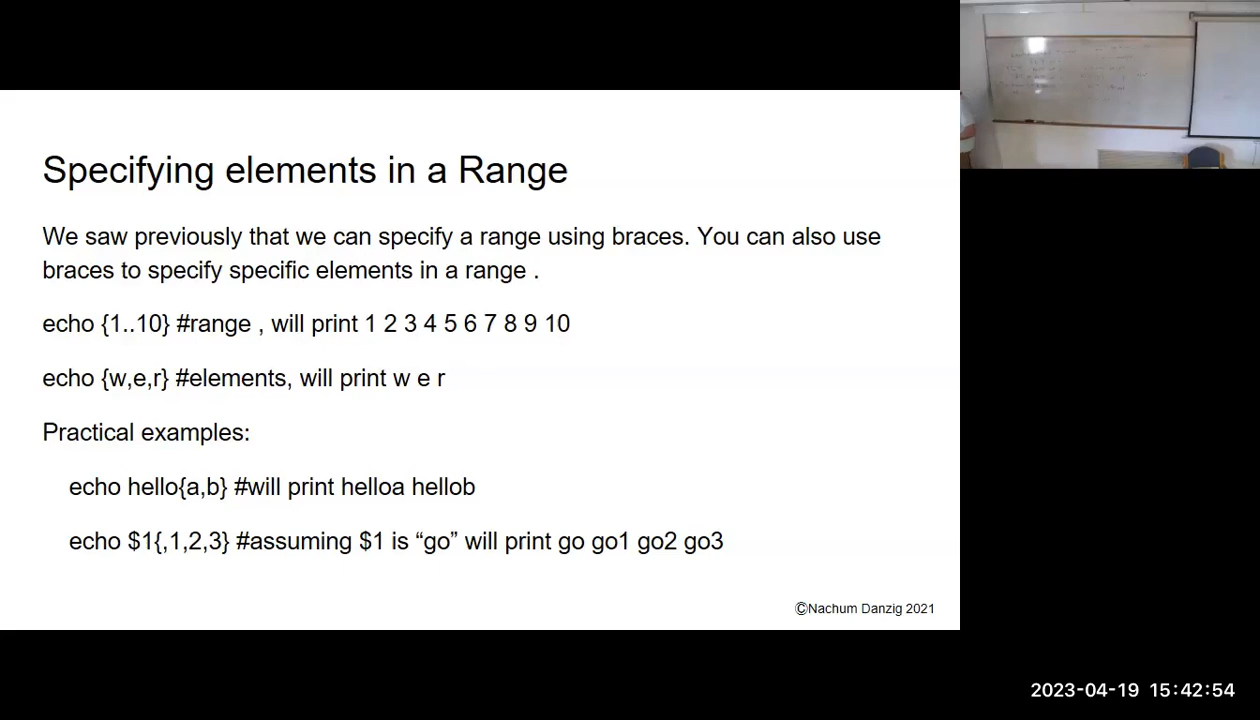 Specifying elements in a Range
We saw previously that we can specify a range using braces. You can also use
braces to specify specific elements in a range .
echo {1..10} #range , will print 1 2 3 4 5 6 7 8 9 10
echo {w,e,r} #elements, will print w e r
Practical examples:
echo hello{a,b} #will print helloa hellob
echo $1{,1,2,3} #assuming $1 is “go” will print go go1 go2 go3
©Nachum Danzig 2021
2023-04-19 15:42:54